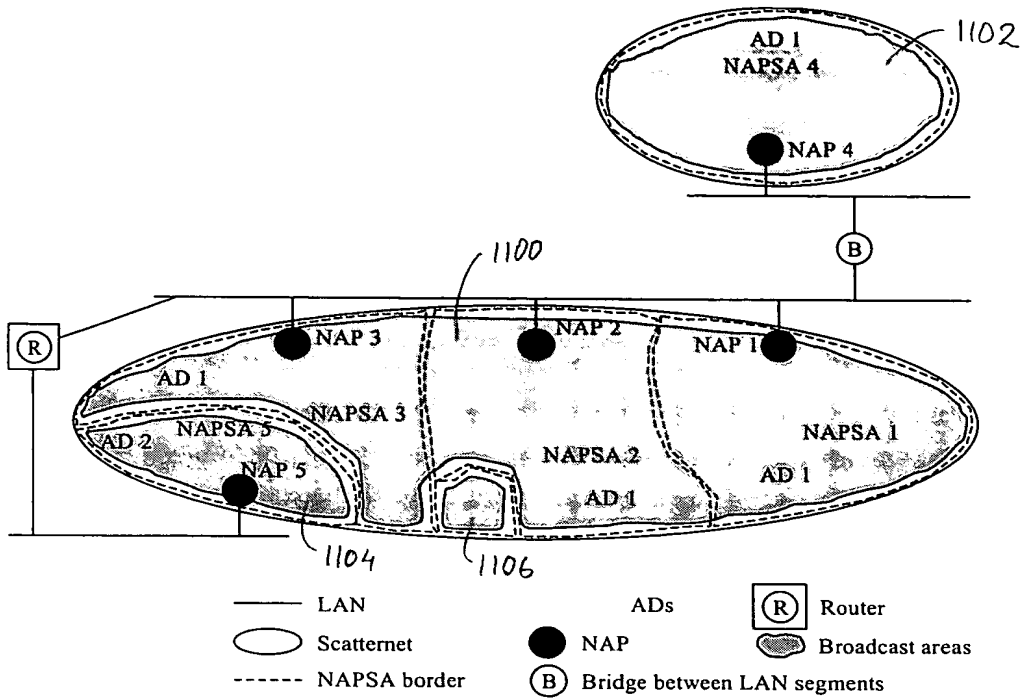 AD 1
NAPSA 4
1102
NAP 4
B
1100
R
NAP 3
NAP 2
NAP 1
AD 1
NAPSA 3
NAPSA 5
AD 2
NAPSA 1
NAPSA 2
NAP 5
AD 1
AD 1
1104
1106
LAN
ADs
R Router
Scatternet
NAP
Broadcast areas
NAPSA border
B Bridge between LAN segments